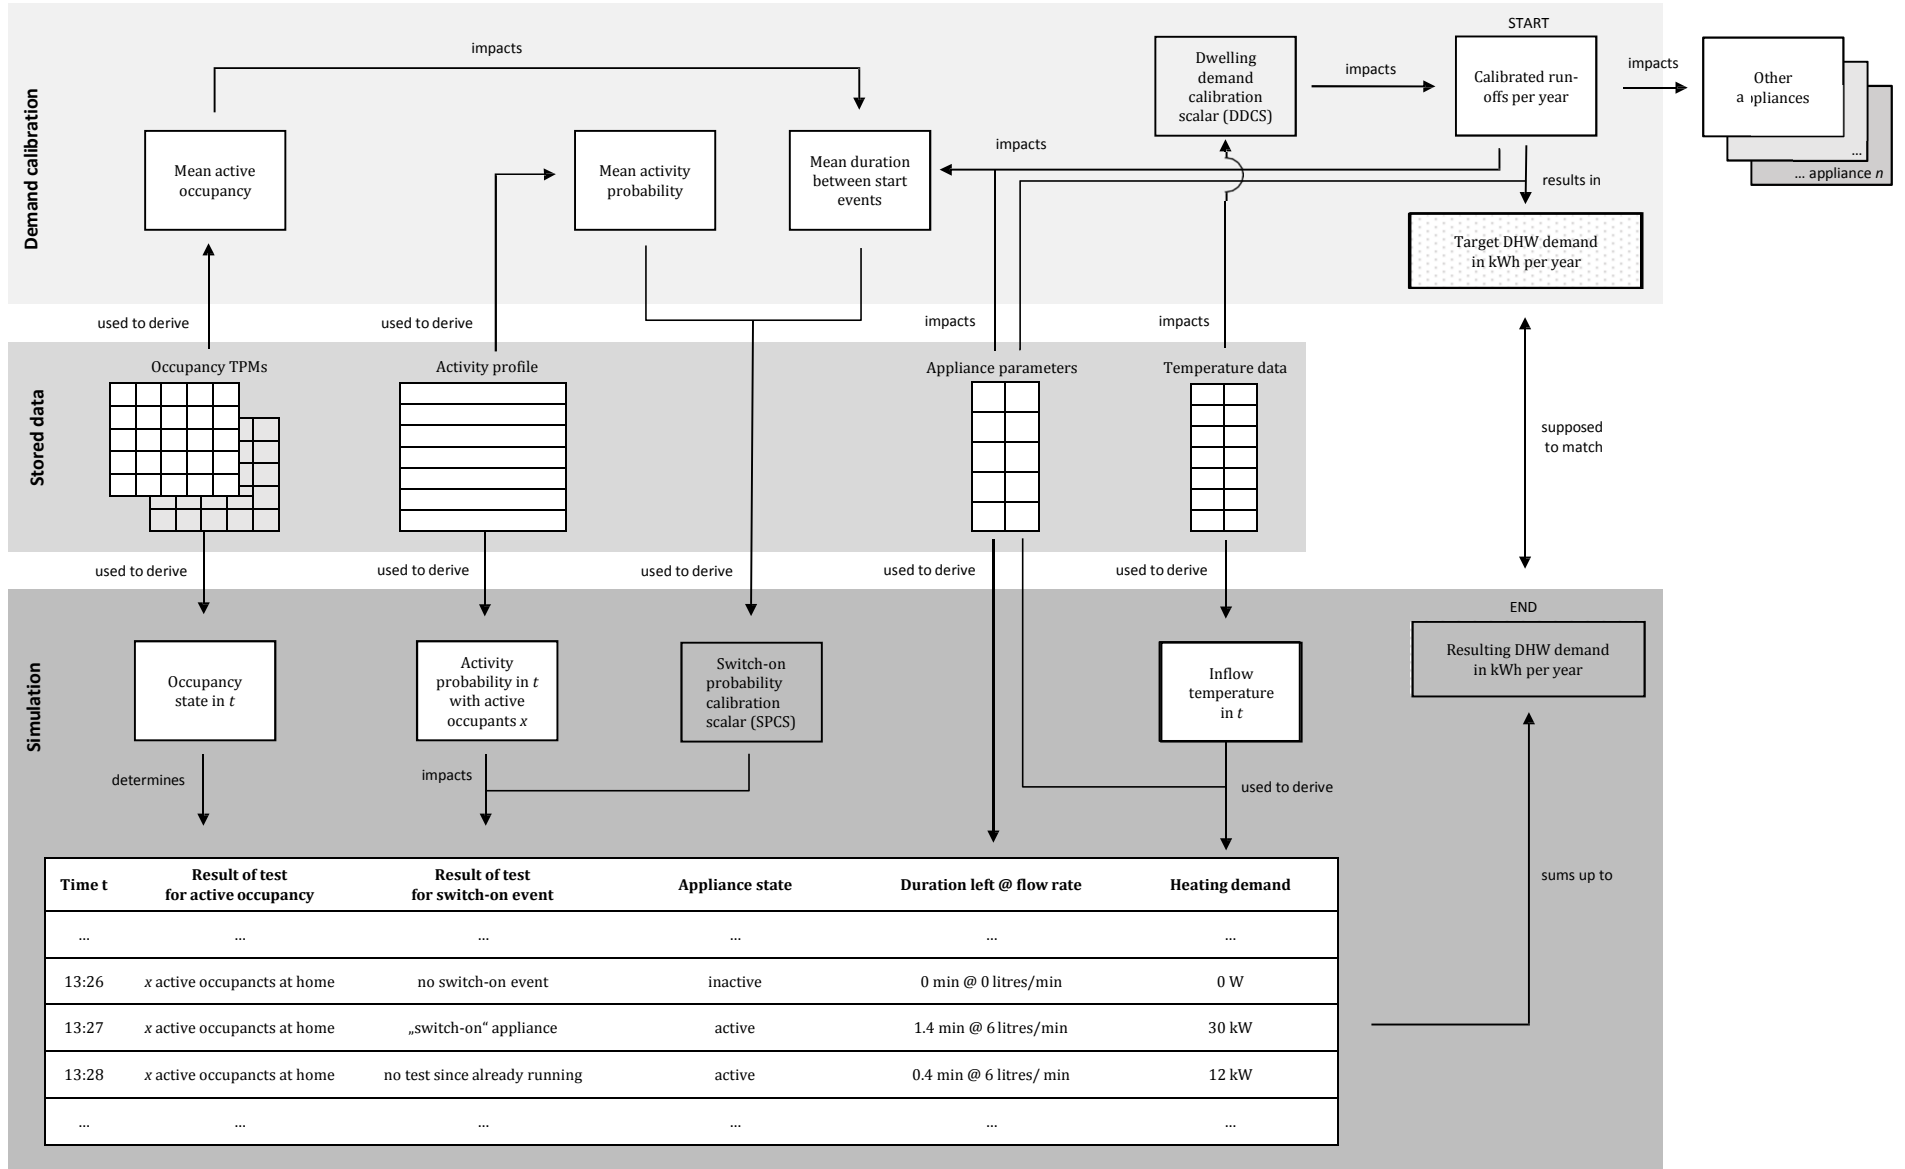 START
impacts
Dwelling
demand
calibration
scalar (DDCS)
impacts
Calibrated run-
offs per year
impacts
Other
appliances
...
... appliance n
Demand calibration
Mean active
occupancy
Mean activity
probability
Mean duration
between start
events
impacts
results in
Target DHW demand
in kWh per year
used to derive
used to derive
impacts
impacts
Stored data
Occupancy TPMs
Activity profile
Appliance parameters
Temperature data
supposed
to match
used to derive
used to derive
used to derive
used to derive
used to derive
Simulation
END
Resulting DHW demand
in kWh per year
Occupancy
state in t
Activity
probability in t
with active
occupants x
Switch-on
probability
calibration
scalar (SPCS)
Inflow
temperature
in t
determines
impacts
used to derive
sums up to
Time t
Result of test
for active occupancy
Result of test
for switch-on event
Appliance state
Duration left @ flow rate
Heating demand
... ... ... ... ... ...
13:26 x active occupancts at home no switch-on event inactive 0 min @ 0 litres/min 0 W
13:27 x active occupancts at home „switch-on“ appliance active 1.4 min @ 6 litres/min 30 kW
13:28 x active occupancts at home no test since already running active 0.4 min @ 6 litres/ min 12 kW
... ... ... ... ... ...